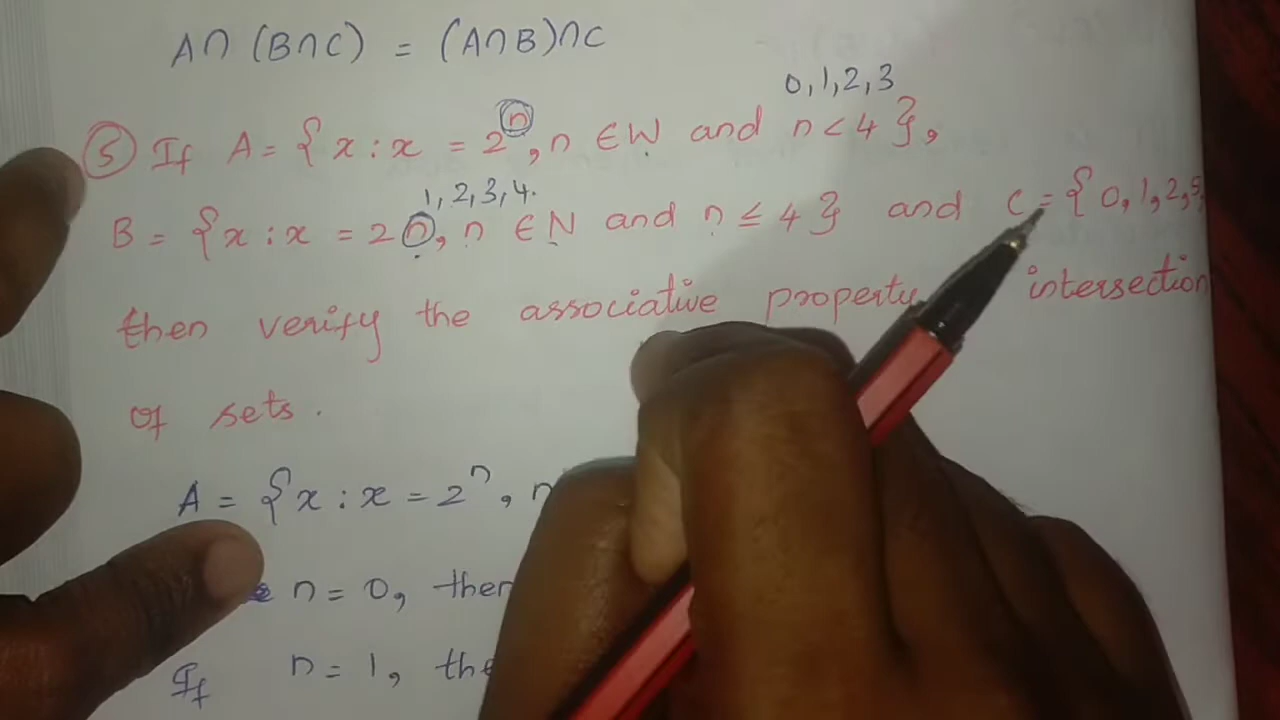 A∩ (B∩C) = (A∩B)∩C
0,1,2,3
(5) If A = {x : x = 2ⁿ, n ∈ W and n < 4},
1,2,3,4.
B = {x : x = 2n, n ∈ N and n ≤ 4} and C = {0,1,2,5,
then verify the associative property intersection
of sets.
A = {x : x = 2ⁿ, n
n = 0, then
If n = 1, the